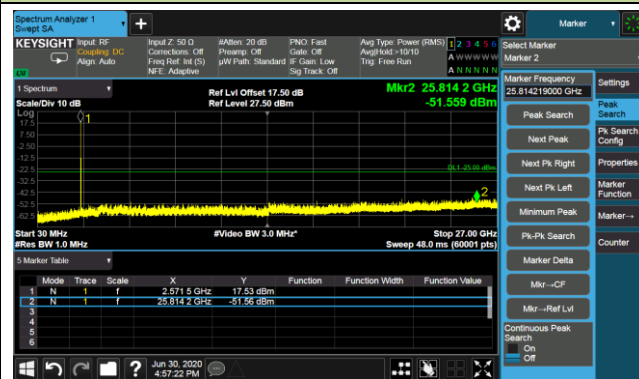 Spectrum Analyzer 1
Swept SA
+
Marker
KEYSIGHT
Input: RF
Coupling: DC
Align: Auto
Input Z: 50 Ω
Corrections: Off
Freq Ref: Int (S)
NFE: Adaptive
#Atten: 20 dB
Preamp: Off
µW Path: Standard
PNO: Fast
Gate: Off
IF Gain: Low
Sig Track: Off
Avg Type: Power (RMS)
Avg|Hold:>10/10
Trig: Free Run
1 2 3 4 5 6
A W W W W W
A N N N N N
LXI
Select Marker
Marker 2
Marker Frequency
25.814219000 GHz
Peak Search
Next Peak
Next Pk Right
Next Pk Left
Minimum Peak
Pk-Pk Search
Marker Delta
Mkr→CF
Mkr→Ref Lvl
Continuous Peak
Search
On
Off
Settings
Peak
Search
Pk Search
Config
Properties
Marker
Function
Marker→
Counter
1 Spectrum
Scale/Div 10 dB
Log
Ref Lvl Offset 17.50 dB
Ref Level 27.50 dBm
Mkr2 25.814 2 GHz
-51.559 dBm
17.5
7.50
-2.50
-12.5
-22.5
-32.5
-42.5
-52.5
-62.5
1
DL1 -25.00 dBm
2
Start 30 MHz
#Res BW 1.0 MHz
#Video BW 3.0 MHz*
Stop 27.00 GHz
Sweep 48.0 ms (60001 pts)
5 Marker Table
Mode Trace Scale X Y Function Function Width Function Value
1 N 1 f 2.571 5 GHz 17.53 dBm
2 N 1 f 25.814 2 GHz -51.56 dBm
3
4
5
6
?
Jun 30, 2020
4:57:22 PM